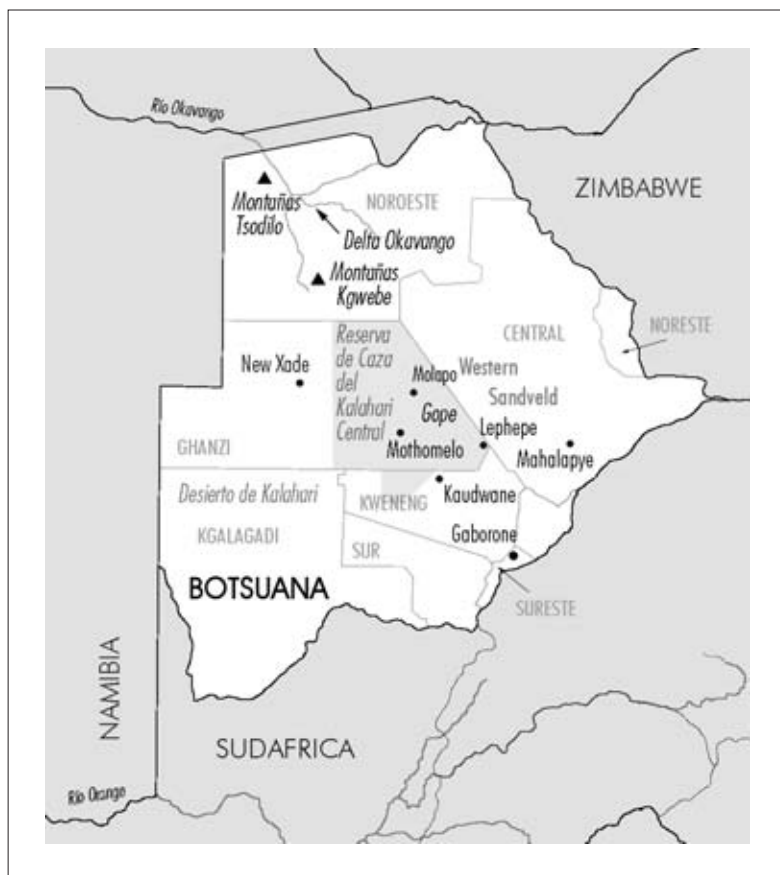 Río Okavango
ZIMBABWE
Montañas
Tsodilo
NOROESTE
Delta Okavango
Montañas
Kgwebe
NORESTE
CENTRAL
Reserva
de Caza
del
Kalahari
Central
New Xade
Molapo
Western
Sandveld
Gope
Lephepe
Mothomelo
Mahalapye
GHANZI
Desierto de Kalahari
KWENENG
Kaudwane
KGALAGADI
Gaborone
SUR
BOTSUANA
SURESTE
NAMIBIA
SUDAFRICA
Río Orango